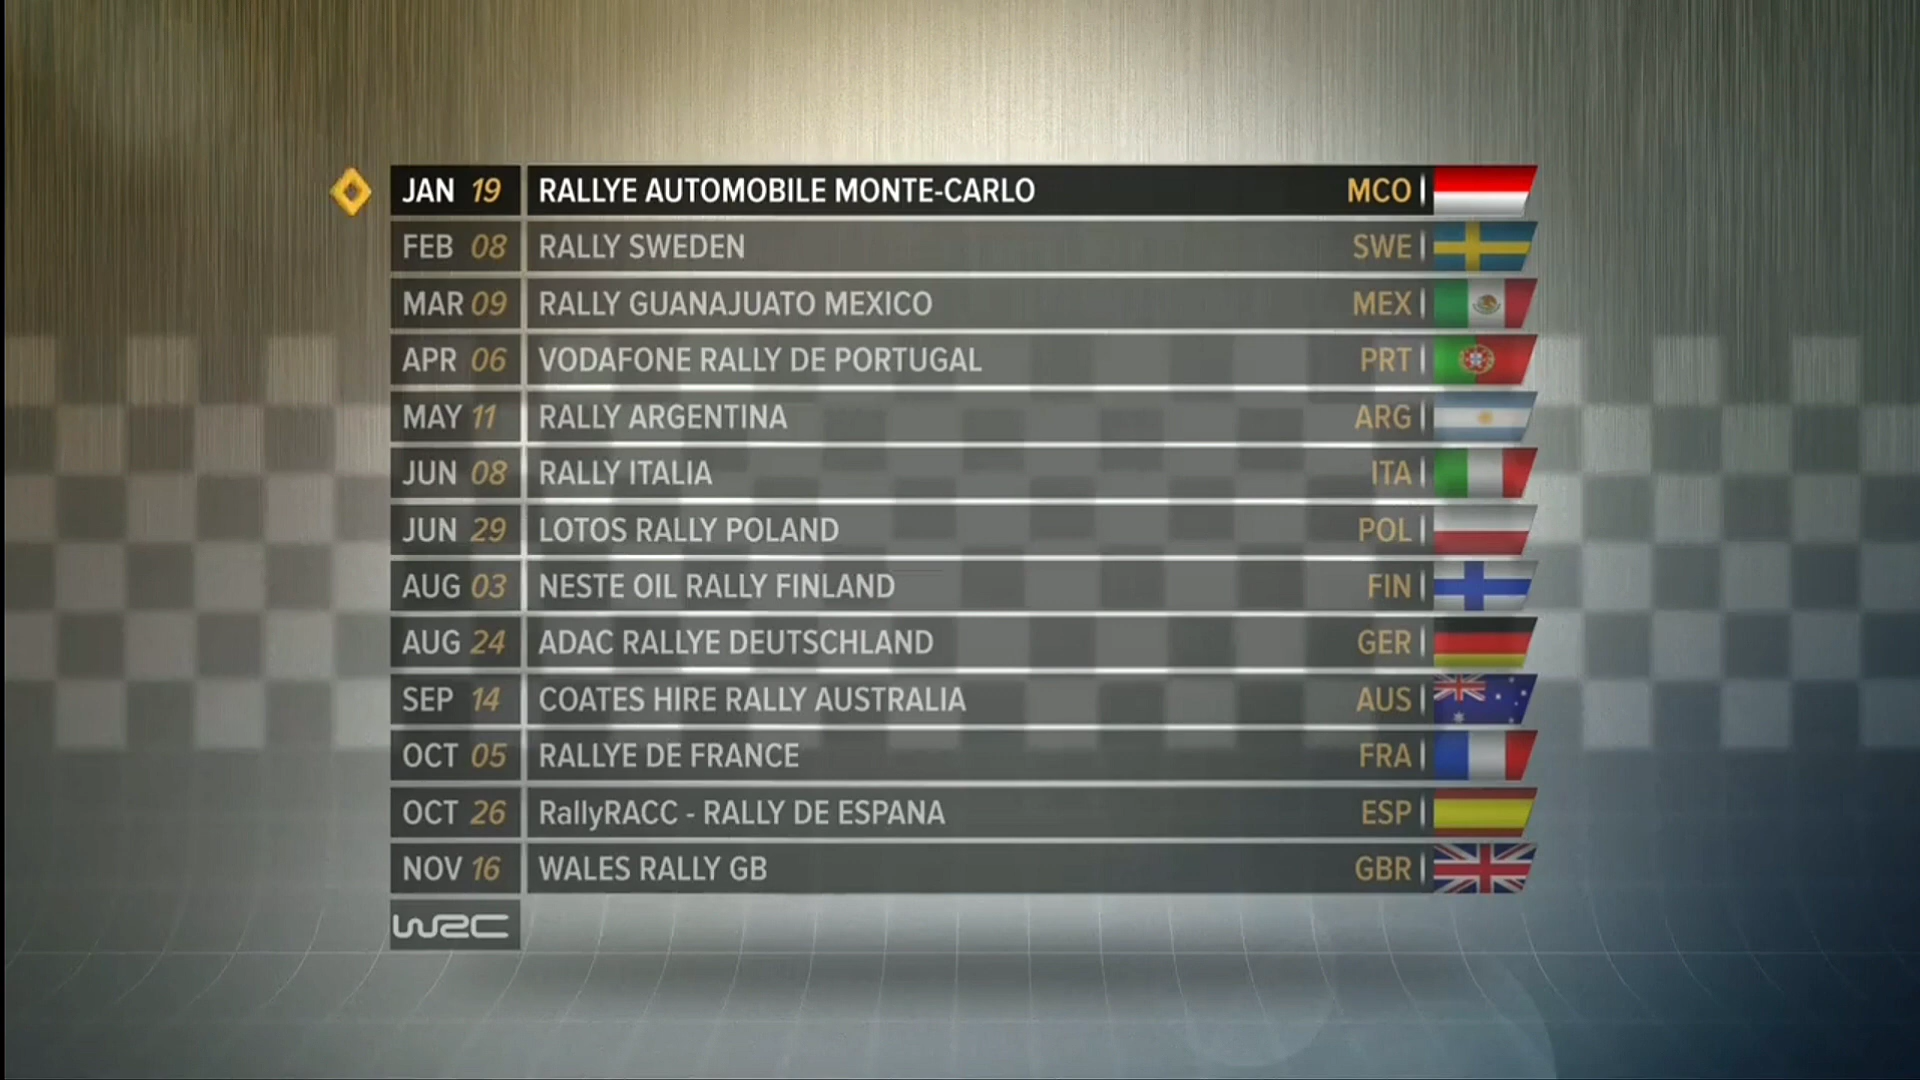 JAN 19 RALLYE AUTOMOBILE MONTE-CARLO MCO
FEB 08 RALLY SWEDEN SWE
MAR 09 RALLY GUANAJUATO MEXICO MEX
APR 06 VODAFONE RALLY DE PORTUGAL PRT
MAY 11 RALLY ARGENTINA ARG
JUN 08 RALLY ITALIA ITA
JUN 29 LOTOS RALLY POLAND POL
AUG 03 NESTE OIL RALLY FINLAND FIN
AUG 24 ADAC RALLYE DEUTSCHLAND GER
SEP 14 COATES HIRE RALLY AUSTRALIA AUS
OCT 05 RALLYE DE FRANCE FRA
OCT 26 RallyRACC - RALLY DE ESPANA ESP
NOV 16 WALES RALLY GB GBR
WRC